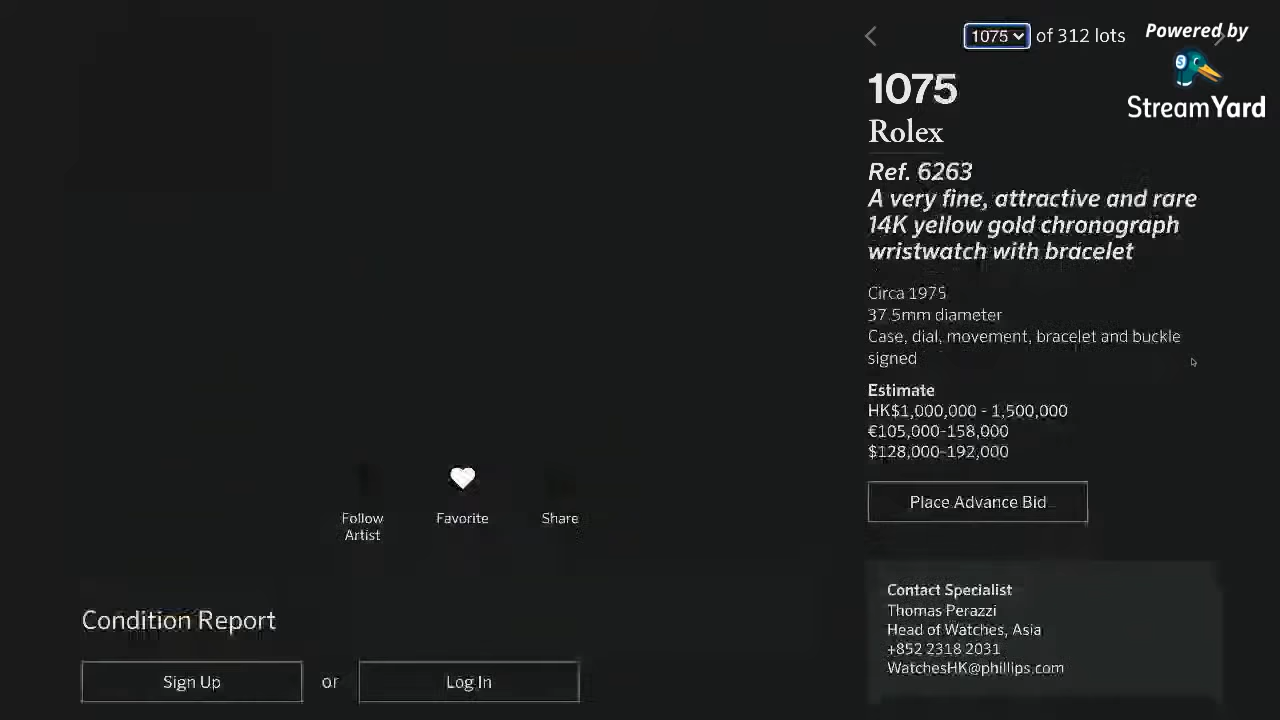 1075 of 312 lots
Powered by
StreamYard
1075
Rolex
Ref. 6263
A very fine, attractive and rare
14K yellow gold chronograph
wristwatch with bracelet
Circa 1975
37.5mm diameter
Case, dial, movement, bracelet and buckle
signed
Estimate
HK$1,000,000 - 1,500,000
€105,000-158,000
$128,000-192,000
Place Advance Bid
Follow
Artist
Favorite
Share
Condition Report
Sign Up or Log In
Contact Specialist
Thomas Perazzi
Head of Watches, Asia
+852 2318 2031
WatchesHK@phillips.com